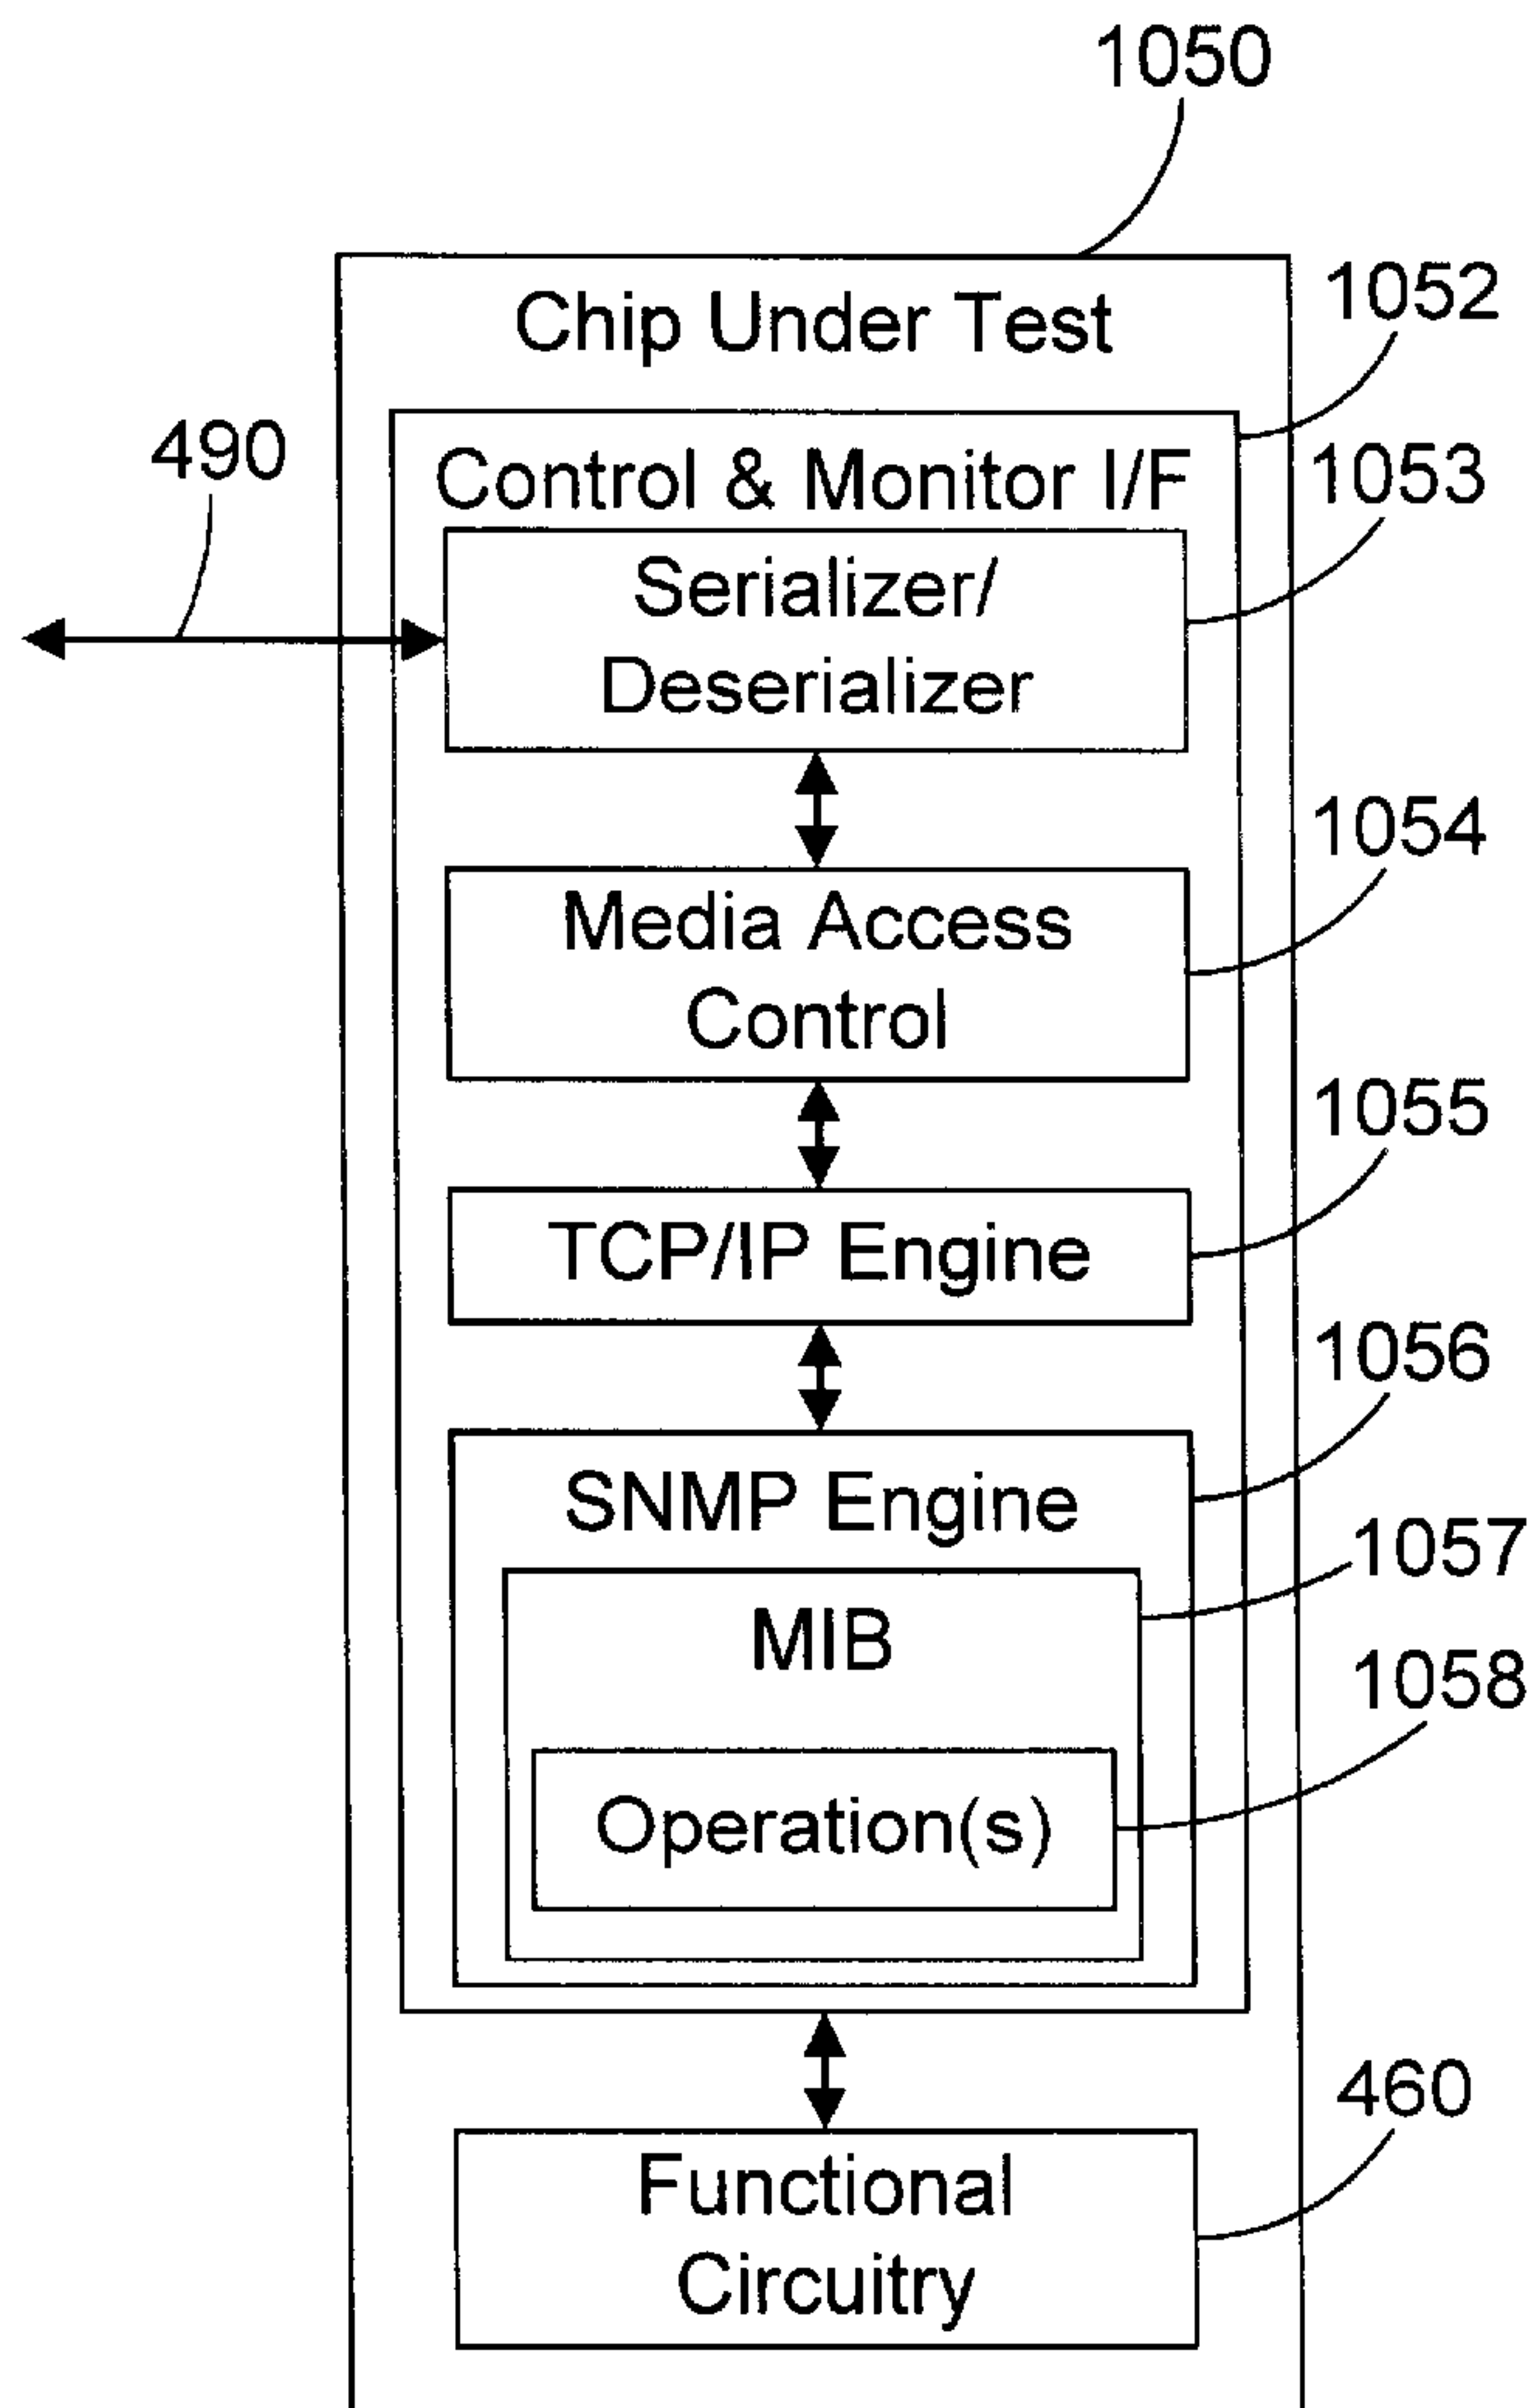 1050
Chip Under Test
1052
490
Control & Monitor I/F
1053
Serializer/
Deserializer
1054
Media Access
Control
1055
TCP/IP Engine
1056
SNMP Engine
1057
MIB
1058
Operation(s)
460
Functional
Circuitry